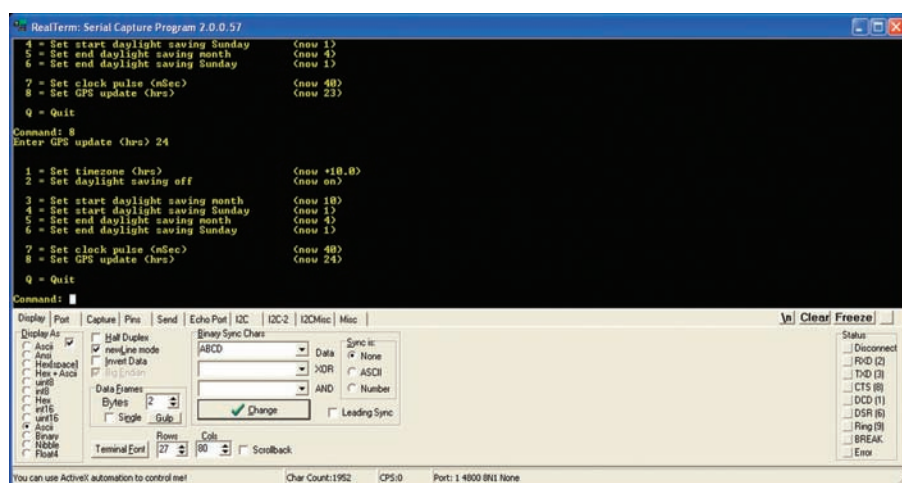 RealTerm: Serial Capture Program 2.0.0.57
4 = Set start daylight saving Sunday (now 1)
5 = Set end daylight saving month (now 4)
6 = Set end daylight saving Sunday (now 1)
7 = Set clock pulse (mSec) (now 40)
8 = Set GPS update (hrs) (now 23)
Q = Quit
Command: 8
Enter GPS update (hrs) 24
1 = Set timezone (hrs) (now +10.0)
2 = Set daylight saving off (now on)
3 = Set start daylight saving month (now 10)
4 = Set start daylight saving Sunday (now 1)
5 = Set end daylight saving month (now 4)
6 = Set end daylight saving Sunday (now 1)
7 = Set clock pulse (mSec) (now 40)
8 = Set GPS update (hrs) (now 24)
Q = Quit
Command:
Display Port Capture Pins Send Echo Port I2C I2C-2 I2CMisc Misc \n Clear Freeze
Display As
Ascii
Ansi
Hex[space]
Hex + Ascii
uint8
int8
Hex
int16
uint16
Ascii
Binary
Nibble
Float4
Half Duplex
newLine mode
Invert Data
Big Endian
Data Frames
Bytes 2
Single Gulp
Rows Cols
Terminal Font 27 80 Scrollback
Binary Sync Chars
ABCD Data
XOR
AND
Change
Sync is:
None
ASCII
Number
Leading Sync
Status
Disconnect
RXD (2)
TXD (3)
CTS (8)
DCD (1)
DSR (6)
Ring (9)
BREAK
Error
You can use ActiveX automation to control me! Char Count:1952 CPS:0 Port: 1 4800 8N1 None